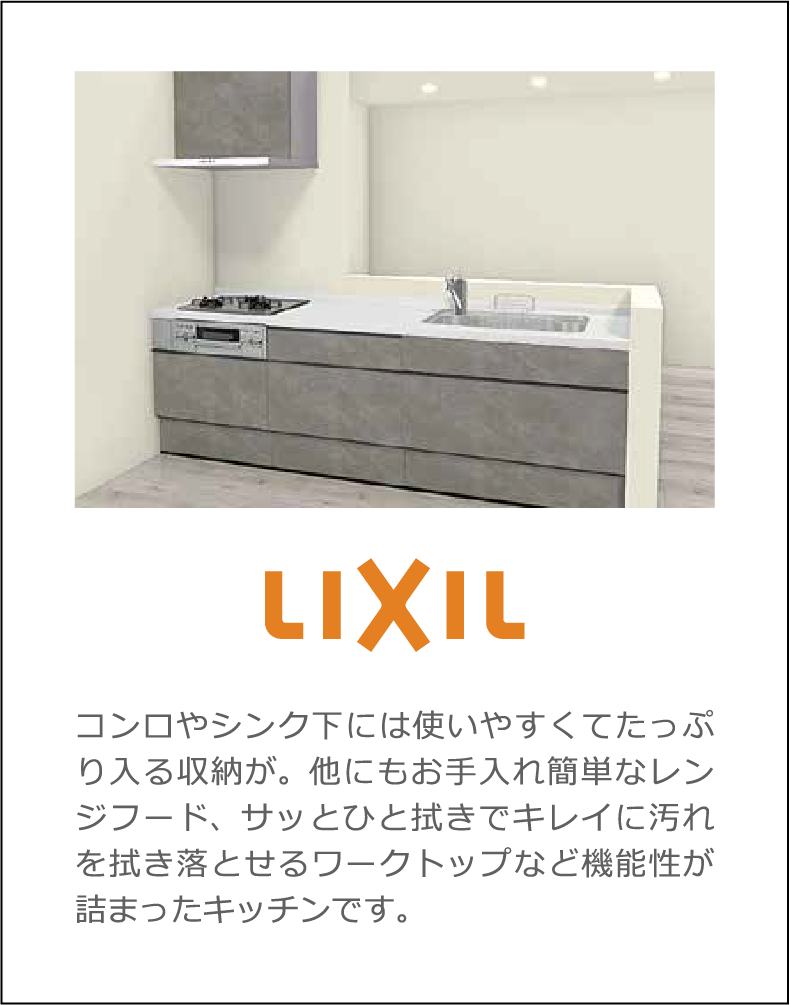 LIXIL
コンロやシンク下には使いやすくてたっぷ
り入る収納が。他にもお手入れ簡単なレン
ジフード、サッとひと拭きでキレイに汚れ
を拭き落とせるワークトップなど機能性が
詰まったキッチンです。